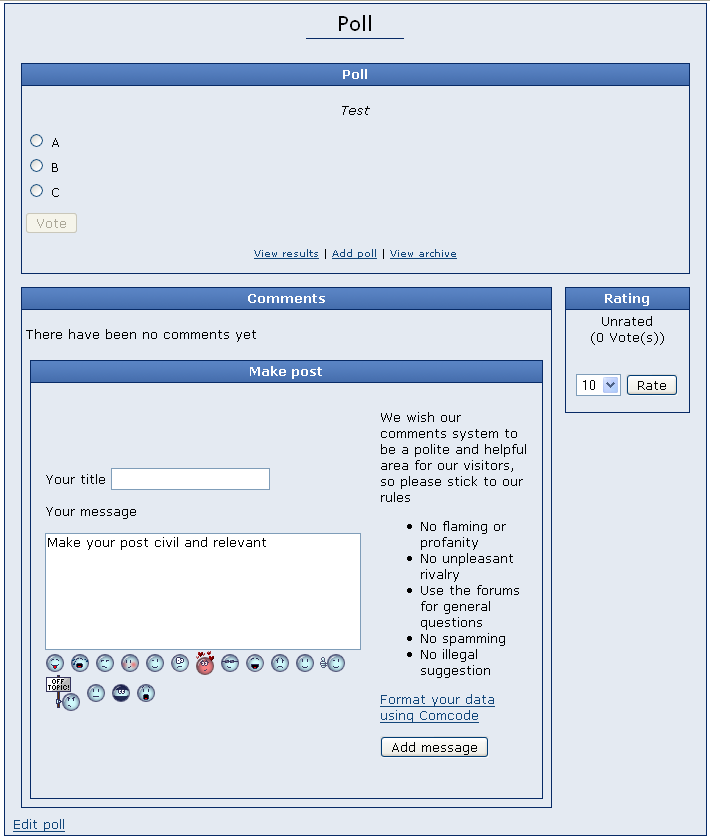 Poll
Poll
Test
A
B
C
Vote
View results | Add poll | View archive
Comments
There have been no comments yet
Make post
Your title
Your message
Make your post civil and relevant
OFF
TOPIC!
We wish our
comments system to
be a polite and helpful
area for our visitors,
so please stick to our
rules
No flaming or
profanity
No unpleasant
rivalry
Use the forums
for general
questions
No spamming
No illegal
suggestion
Format your data
using Comcode
Add message
Rating
Unrated
(0 Vote(s))
10 Rate
Edit poll